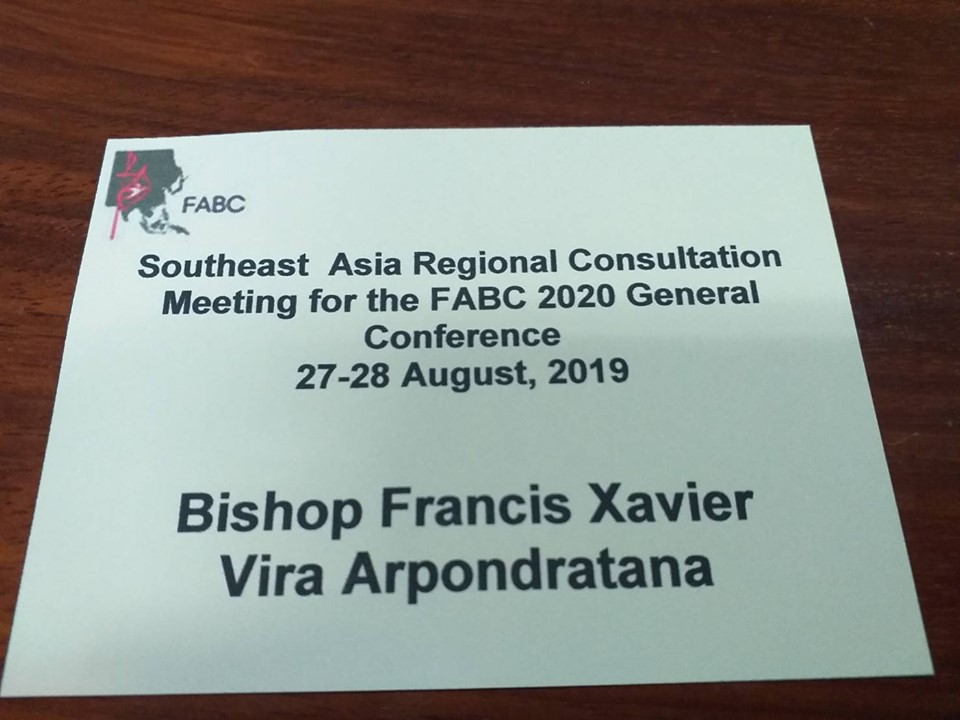 FABC
Southeast Asia Regional Consultation
Meeting for the FABC 2020 General
Conference
27-28 August, 2019
Bishop Francis Xavier
Vira Arpondratana